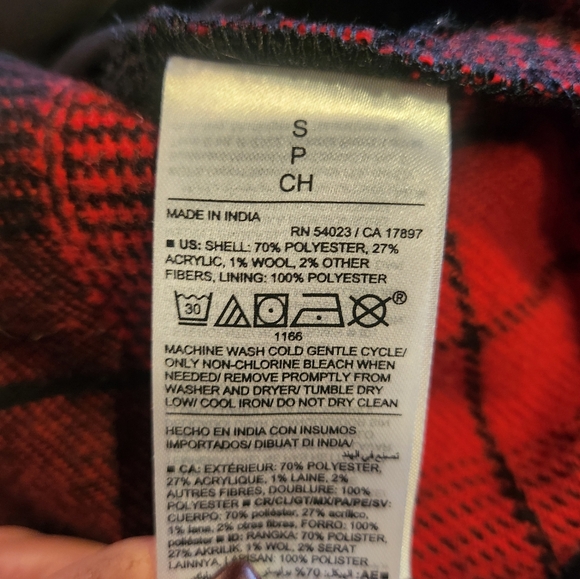 S
P
CH
MADE IN INDIA
RN 54023 / CA 17897
■ US: SHELL: 70% POLYESTER, 27%
ACRYLIC, 1% WOOL, 2% OTHER
FIBERS, LINING: 100% POLYESTER
30
®
1166
MACHINE WASH COLD GENTLE CYCLE/
ONLY NON-CHLORINE BLEACH WHEN
NEEDED/ REMOVE PROMPTLY FROM
WASHER AND DRYER/ TUMBLE DRY
LOW/ COOL IRON/ DO NOT DRY CLEAN
HECHO EN INDIA CON INSUMOS
IMPORTADOS/ DIBUAT DI INDIA/
تصنع في الهند
■ CA: EXTÉRIEUR: 70% POLYESTER,
27% ACRYLIQUE, 1% LAINE, 2%
AUTRES FIBRES, DOUBLURE: 100%
POLYESTER ■ CR/CL/GT/MX/PA/PE/SV:
CUERPO: 70% poliéster, 27% acrílico,
1% lana, 2% otras fibras, FORRO: 100%
poliéster ■ ID: RANGKA: 70% POLISTER,
27% AKRILIK, 1% WOL, 2% SERAT
LAINNYA, LAPISAN: 100% POLISTER
■ AE: 70%